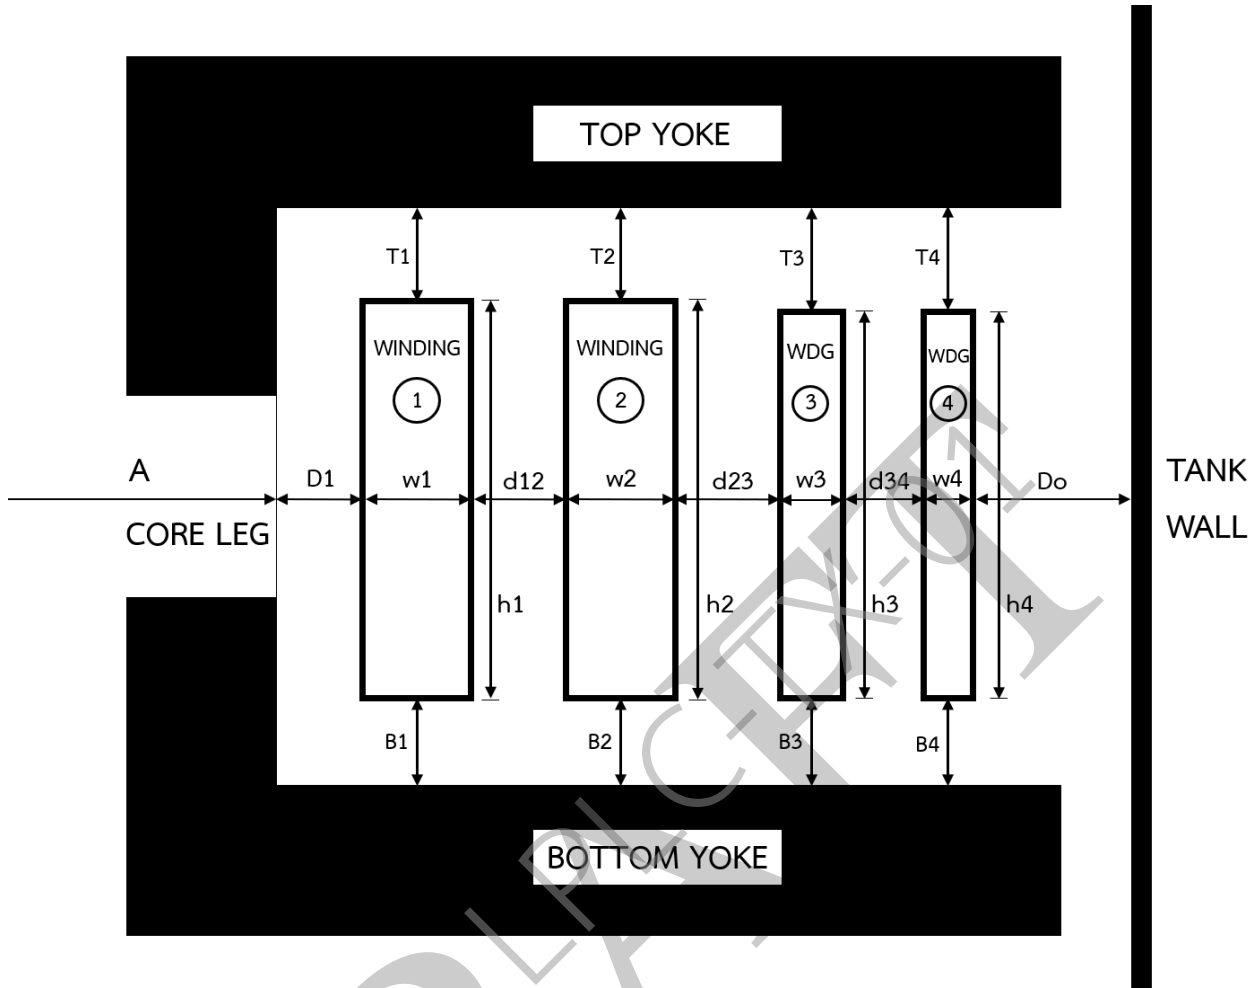 TOP YOKE
T1
T2
T3
T4
WINDING
WINDING
WDG
WDG
1
2
3
4
A
D1
w1
d12
w2
d23
w3
d34
w4
Do
TANK
CORE LEG
WALL
h1
h2
h3
h4
B1
B2
B3
B4
BOTTOM YOKE